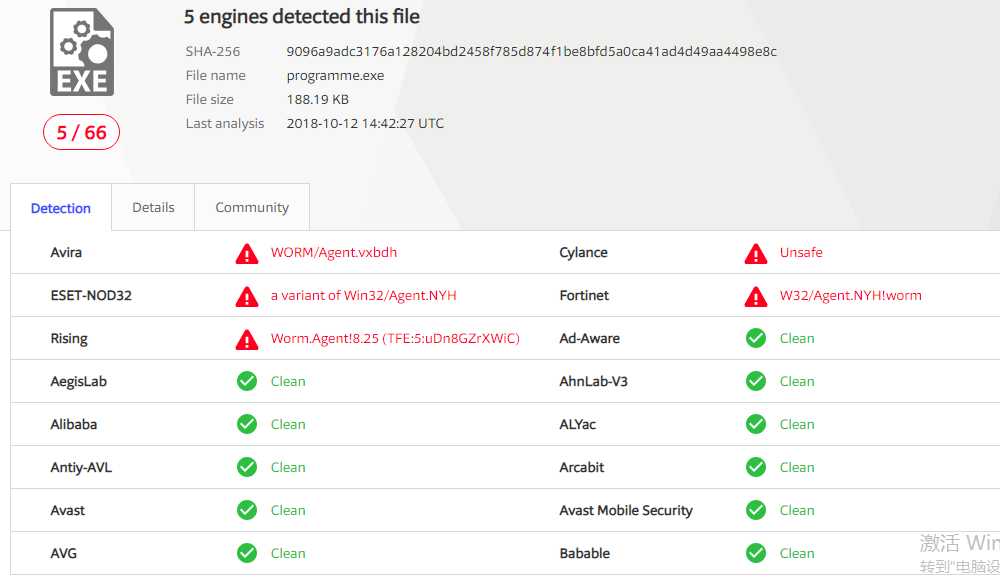 5 engines detected this file
SHA-256 9096a9adc3176a128204bd2458f785d874f1be8bfd5a0ca41ad4d49aa4498e8c
File name programme.exe
File size 188.19 KB
Last analysis 2018-10-12 14:42:27 UTC
EXE
5 / 66
Detection Details Community
Avira WORM/Agent.vxbdh Cylance Unsafe
ESET-NOD32 a variant of Win32/Agent.NYH Fortinet W32/Agent.NYH!worm
Rising Worm.Agent!8.25 (TFE:5:uDn8GZrXWiC) Ad-Aware Clean
AegisLab Clean AhnLab-V3 Clean
Alibaba Clean ALYac Clean
Antiy-AVL Clean Arcabit Clean
Avast Clean Avast Mobile Security Clean
AVG Clean Babable Clean
激活 Win
转到"电脑设